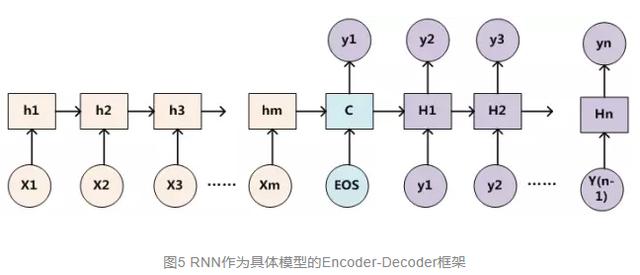 y1 y2 y3 yn
h1 h2 h3 hm C H1 H2 Hn
X1 X2 X3 …… Xm EOS y1 y2 …… Y(n-
1)
图5 RNN作为具体模型的Encoder-Decoder框架